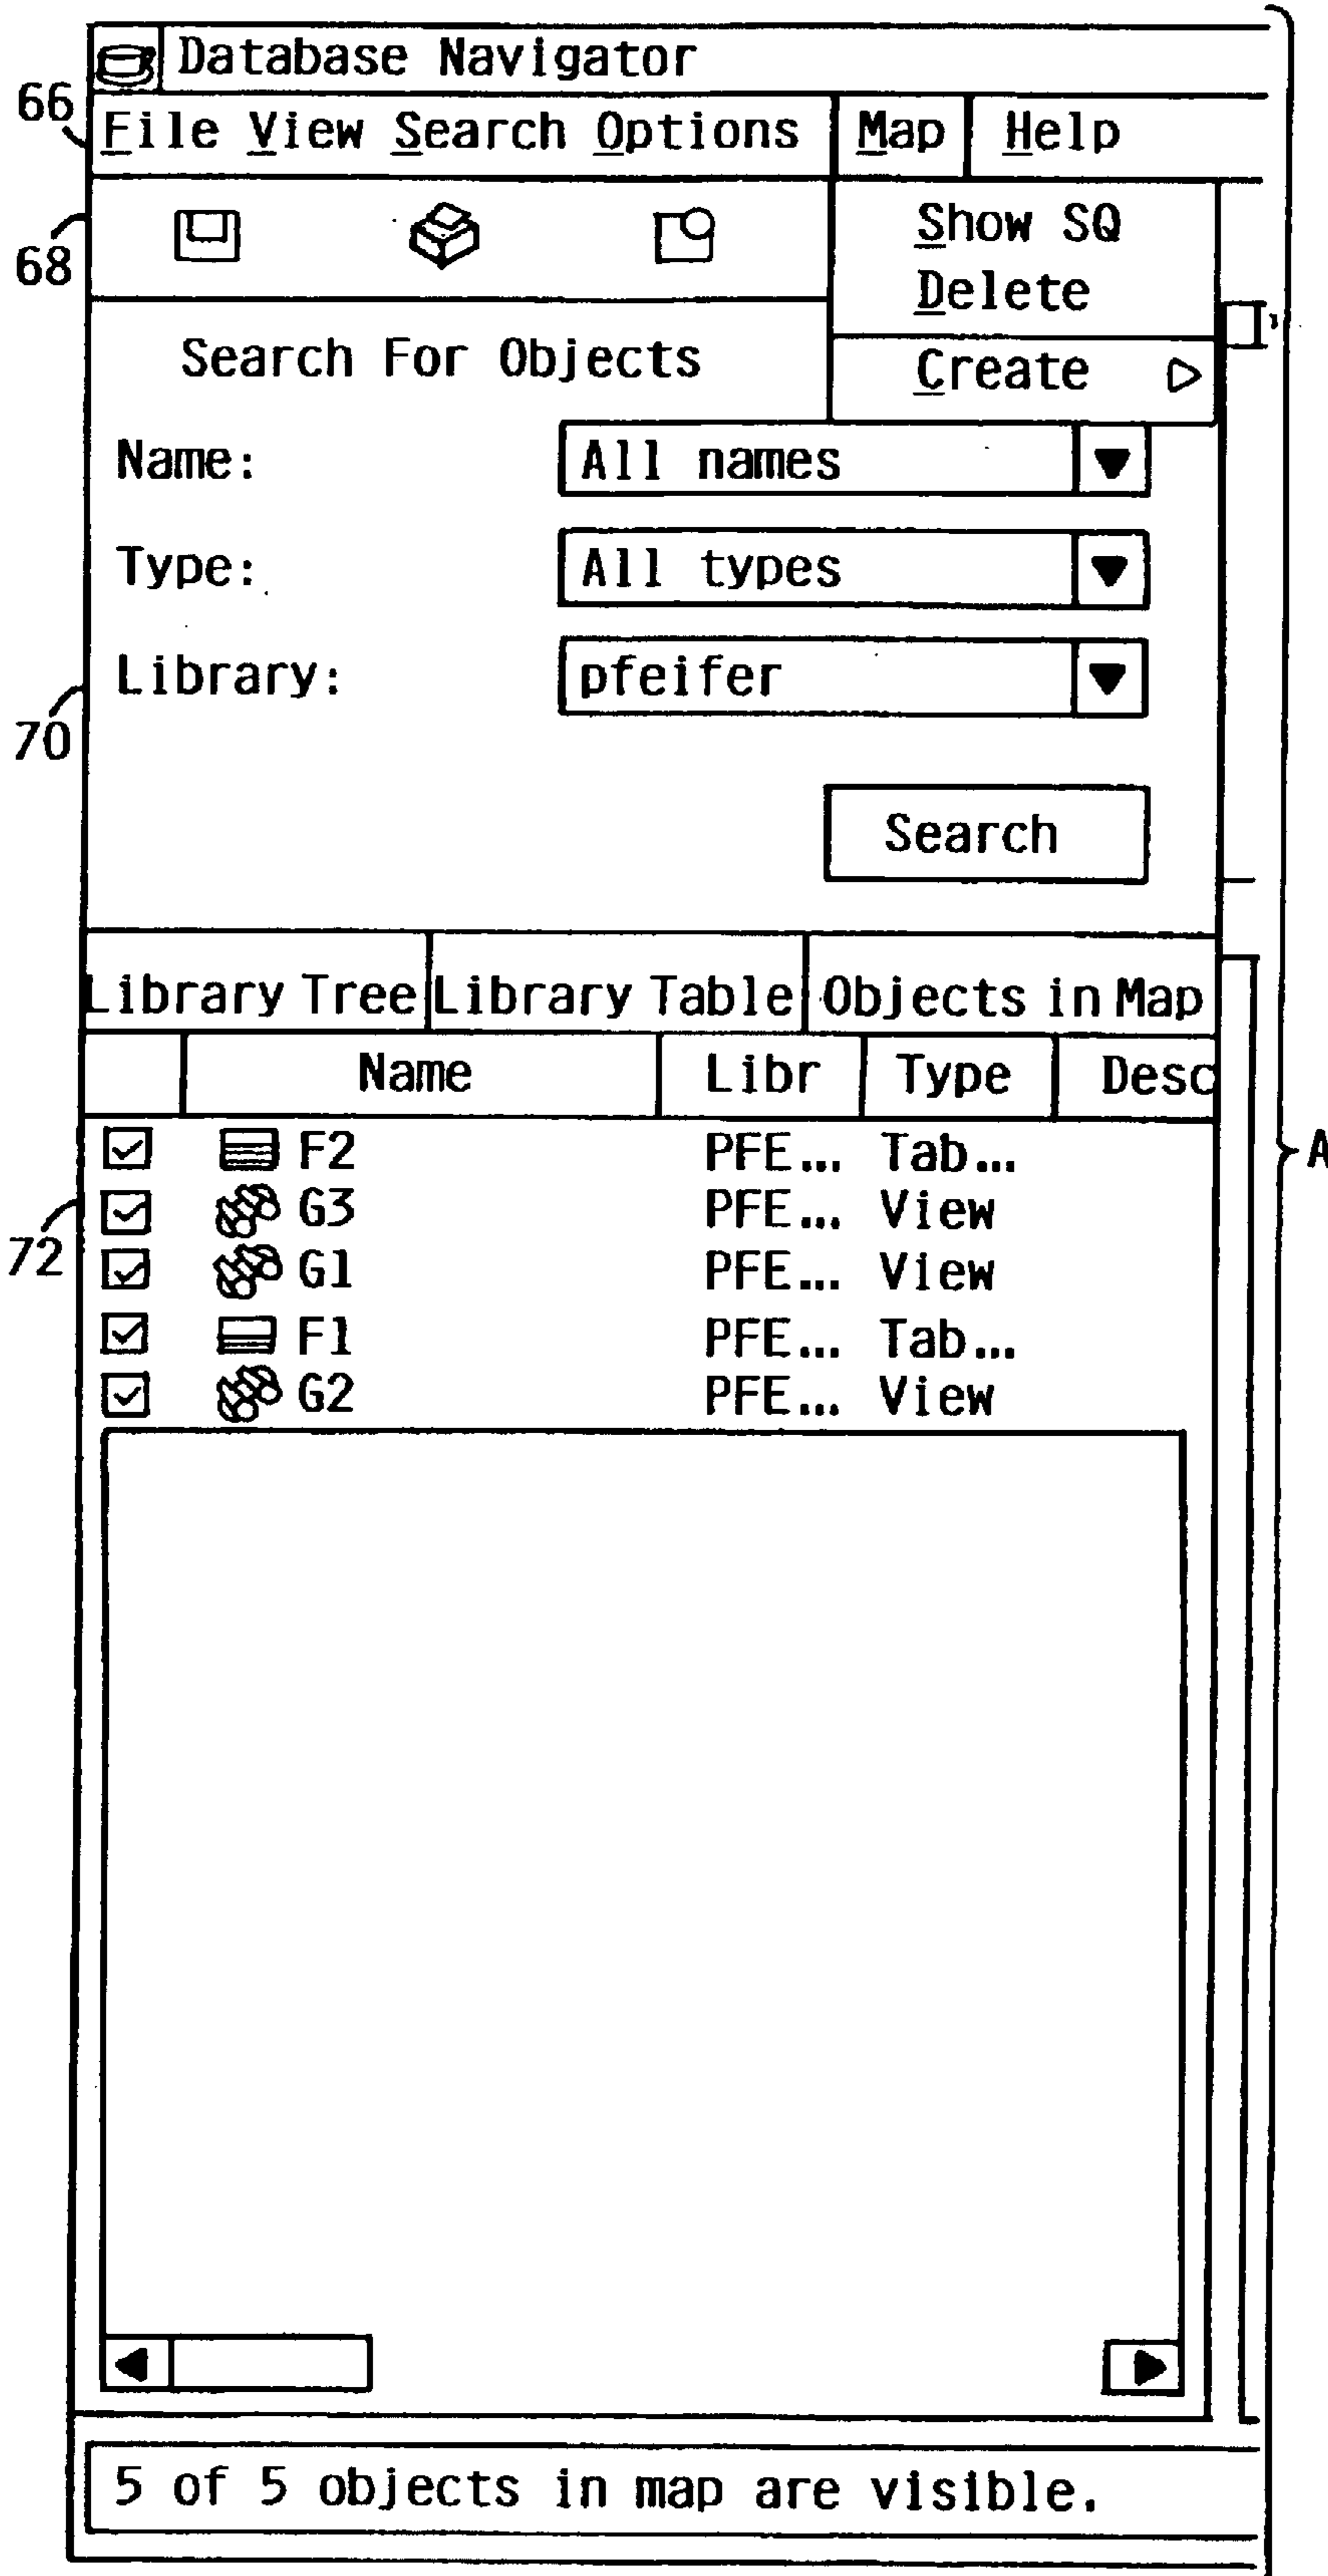 Database Navigator
66
File View Search Options Map Help
68
Show SQ
Delete
Search For Objects
Create
Name: All names
Type: All types
Library: pfeifer
70
Search
Library Tree Library Table Objects in Map
Name Libr Type Desc
F2 PFE... Tab...
A
G3 PFE... View
72
G1 PFE... View
F1 PFE... Tab...
G2 PFE... View
5 of 5 objects in map are visible.